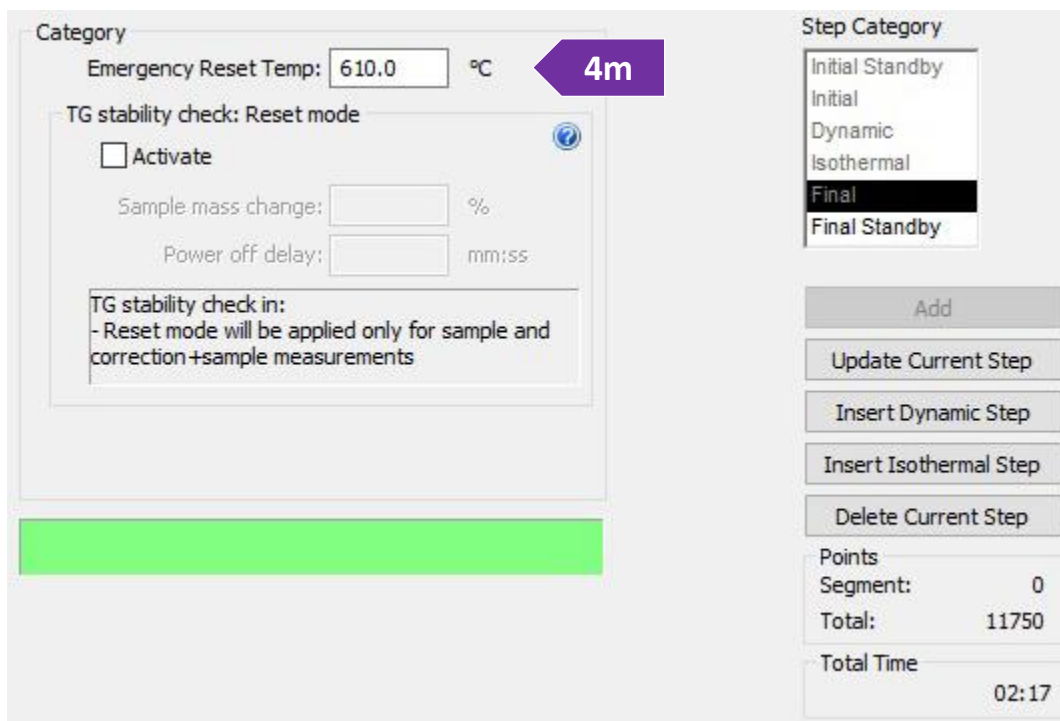 Category
Emergency Reset Temp: 610.0 °C
4m
TG stability check: Reset mode
Activate
Sample mass change: %
Power off delay: mm:ss
TG stability check in:
- Reset mode will be applied only for sample and
correction+sample measurements
Step Category
Initial Standby
Initial
Dynamic
Isothermal
Final
Final Standby
Add
Update Current Step
Insert Dynamic Step
Insert Isothermal Step
Delete Current Step
Points
Segment: 0
Total: 11750
Total Time
02:17